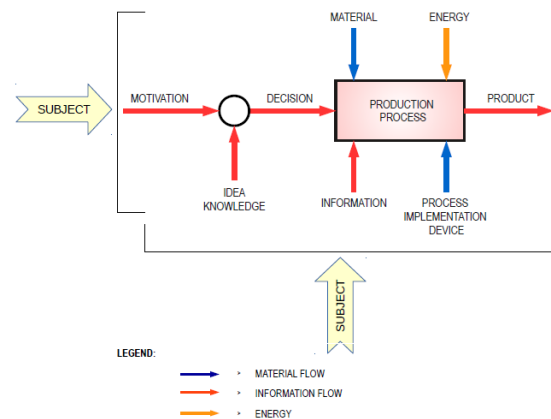 MATERIAL
ENERGY
SUBJECT
MOTIVATION
DECISION
PRODUCTION
PROCESS
PRODUCT
IDEA
KNOWLEDGE
INFORMATION
PROCESS
IMPLEMENTATION
DEVICE
SUBJECT
LEGEND:
> MATERIAL FLOW
> INFORMATION FLOW
> ENERGY